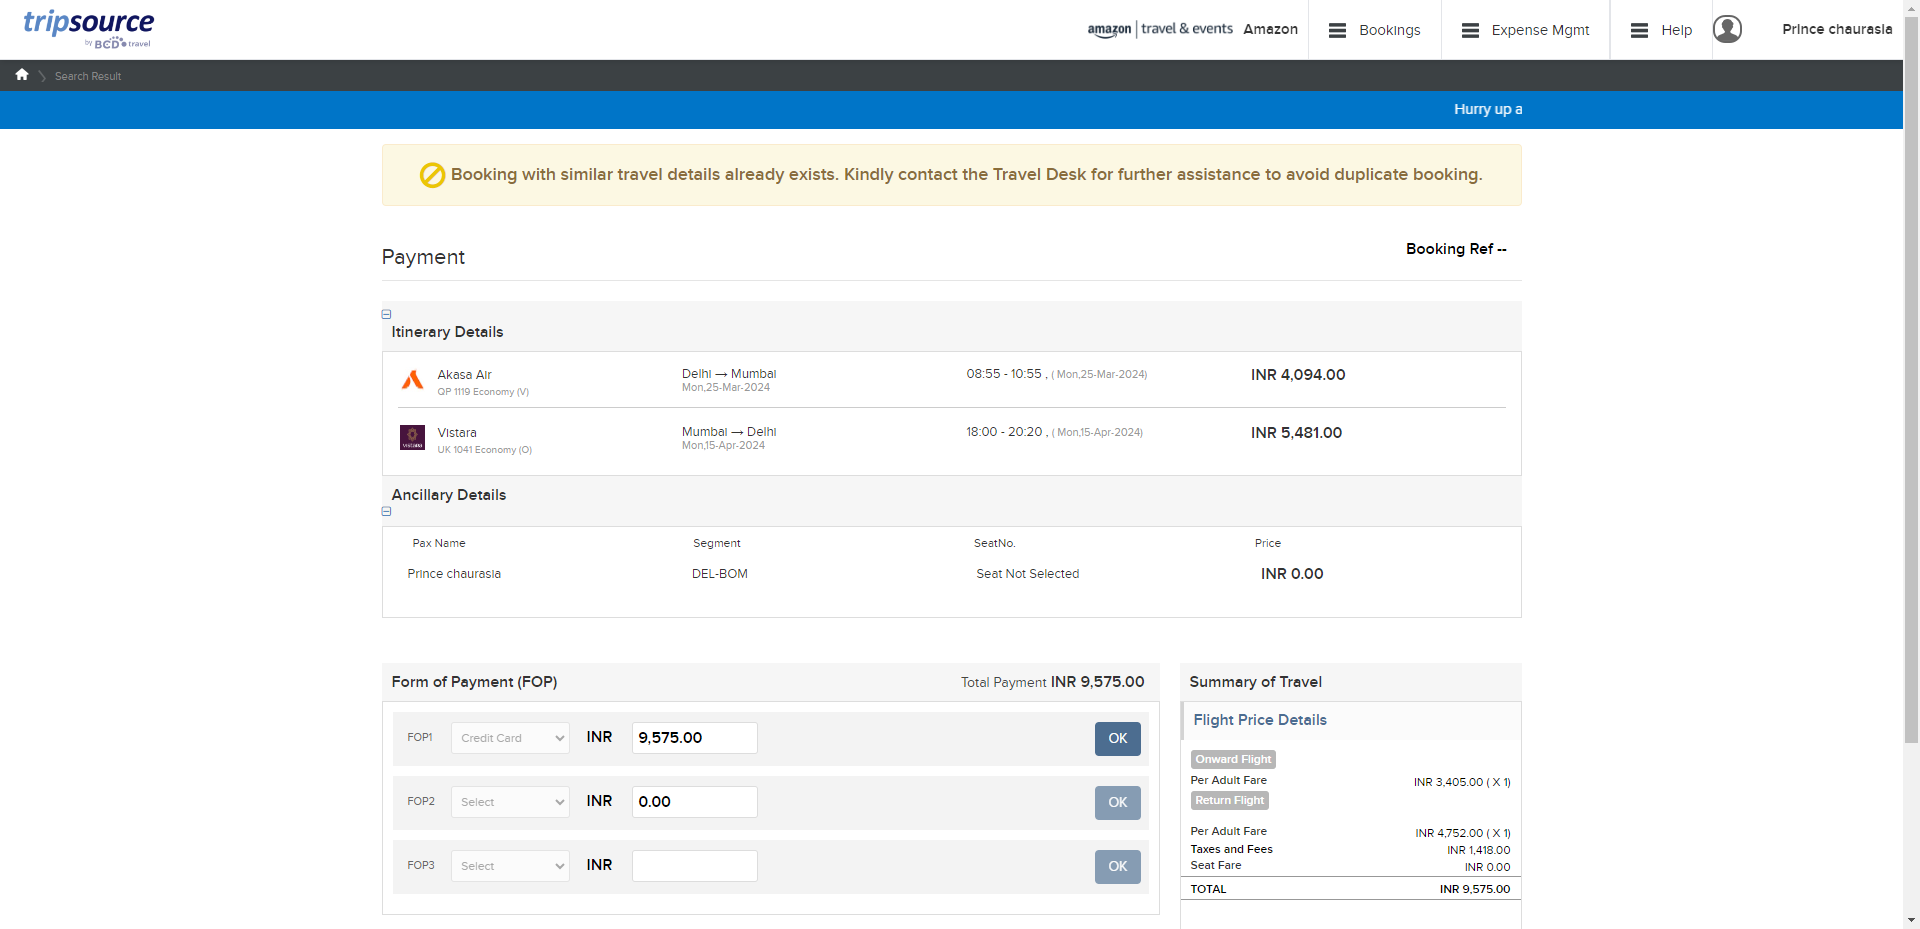 tripsource
by BCD travel
amazon | travel & events Amazon
Bookings
Expense Mgmt
Help
Prince chaurasia
Search Result
Hurry up a
Booking with similar travel details already exists. Kindly contact the Travel Desk for further assistance to avoid duplicate booking.
Payment
Booking Ref --
Itinerary Details
Akasa Air Delhi → Mumbai 08:55 - 10:55 , ( Mon,25-Mar-2024) INR 4,094.00
QP 1119 Economy (V) Mon,25-Mar-2024
Vistara Mumbai → Delhi 18:00 - 20:20 , ( Mon,15-Apr-2024) INR 5,481.00
UK 1041 Economy (O) Mon,15-Apr-2024
Ancillary Details
Pax Name Segment SeatNo. Price
Prince chaurasia DEL-BOM Seat Not Selected INR 0.00
Form of Payment (FOP) Total Payment INR 9,575.00
FOP1 Credit Card INR 9,575.00 OK
FOP2 Select INR 0.00 OK
FOP3 Select INR OK
Summary of Travel
Flight Price Details
Onward Flight
Per Adult Fare INR 3,405.00 ( X 1)
Return Flight
Per Adult Fare INR 4,752.00 ( X 1)
Taxes and Fees INR 1,418.00
Seat Fare INR 0.00
TOTAL INR 9,575.00